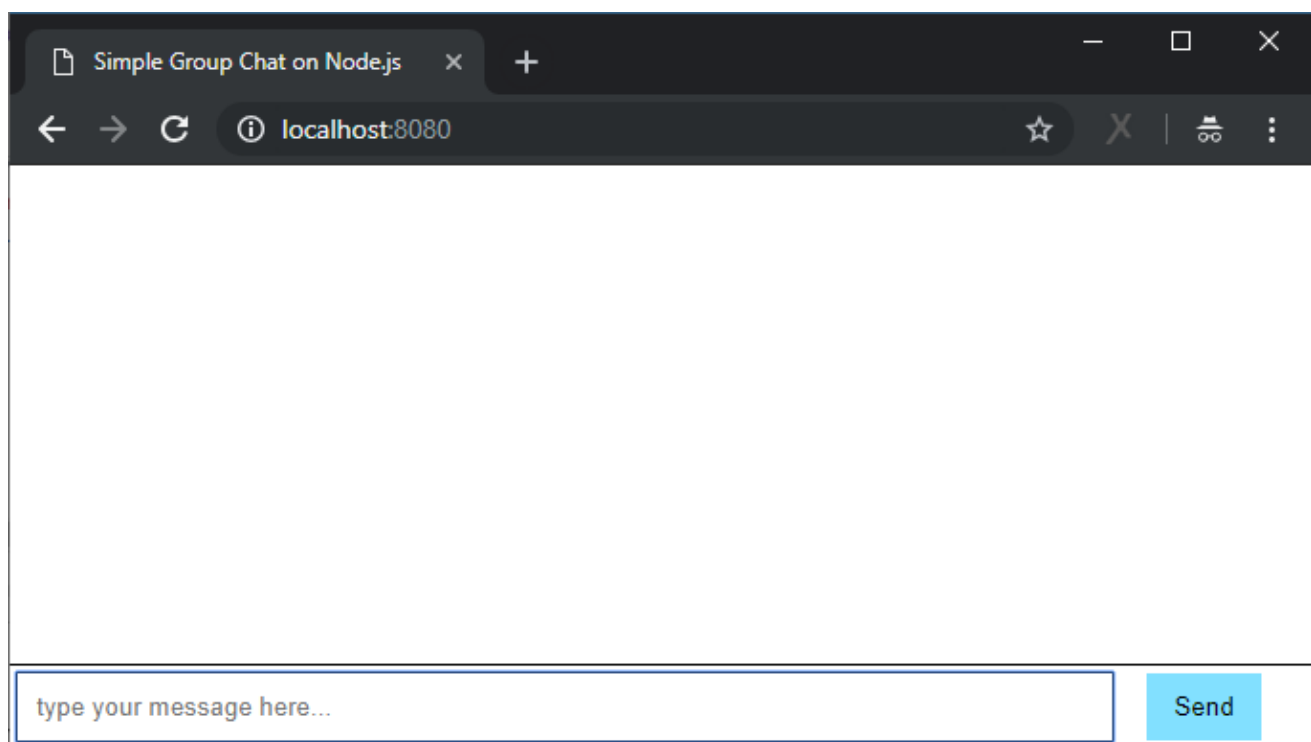 Simple Group Chat on Node.js
localhost:8080
type your message here...
Send